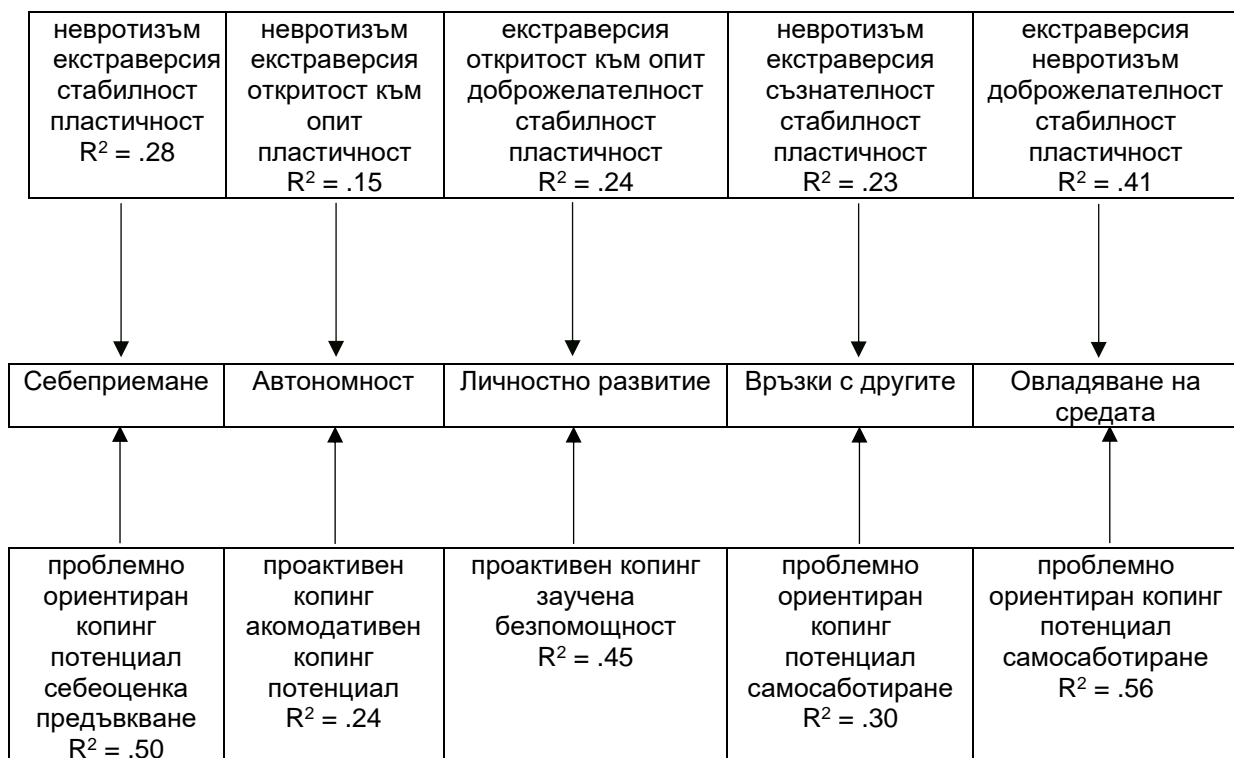 невротизъм
екстраверсия
стабилност
пластичност
R² = .28
невротизъм
екстраверсия
откритост към
опит
пластичност
R² = .15
екстраверсия
откритост към опит
доброжелателност
стабилност
пластичност
R² = .24
невротизъм
екстраверсия
съзнателност
стабилност
пластичност
R² = .23
екстраверсия
невротизъм
доброжелателност
стабилност
пластичност
R² = .41
Себеприемане
Автономност
Личностно развитие
Връзки с другите
Овладяване на
средата
проблемно
ориентиран
копинг
потенциал
себеоценка
предъвкване
R² = .50
проактивен
копинг
акомодативен
копинг
потенциал
R² = .24
проактивен копинг
заучена
безпомощност
R² = .45
проблемно
ориентиран
копинг
потенциал
самосаботиране
R² = .30
проблемно
ориентиран копинг
потенциал
самосаботиране
R² = .56